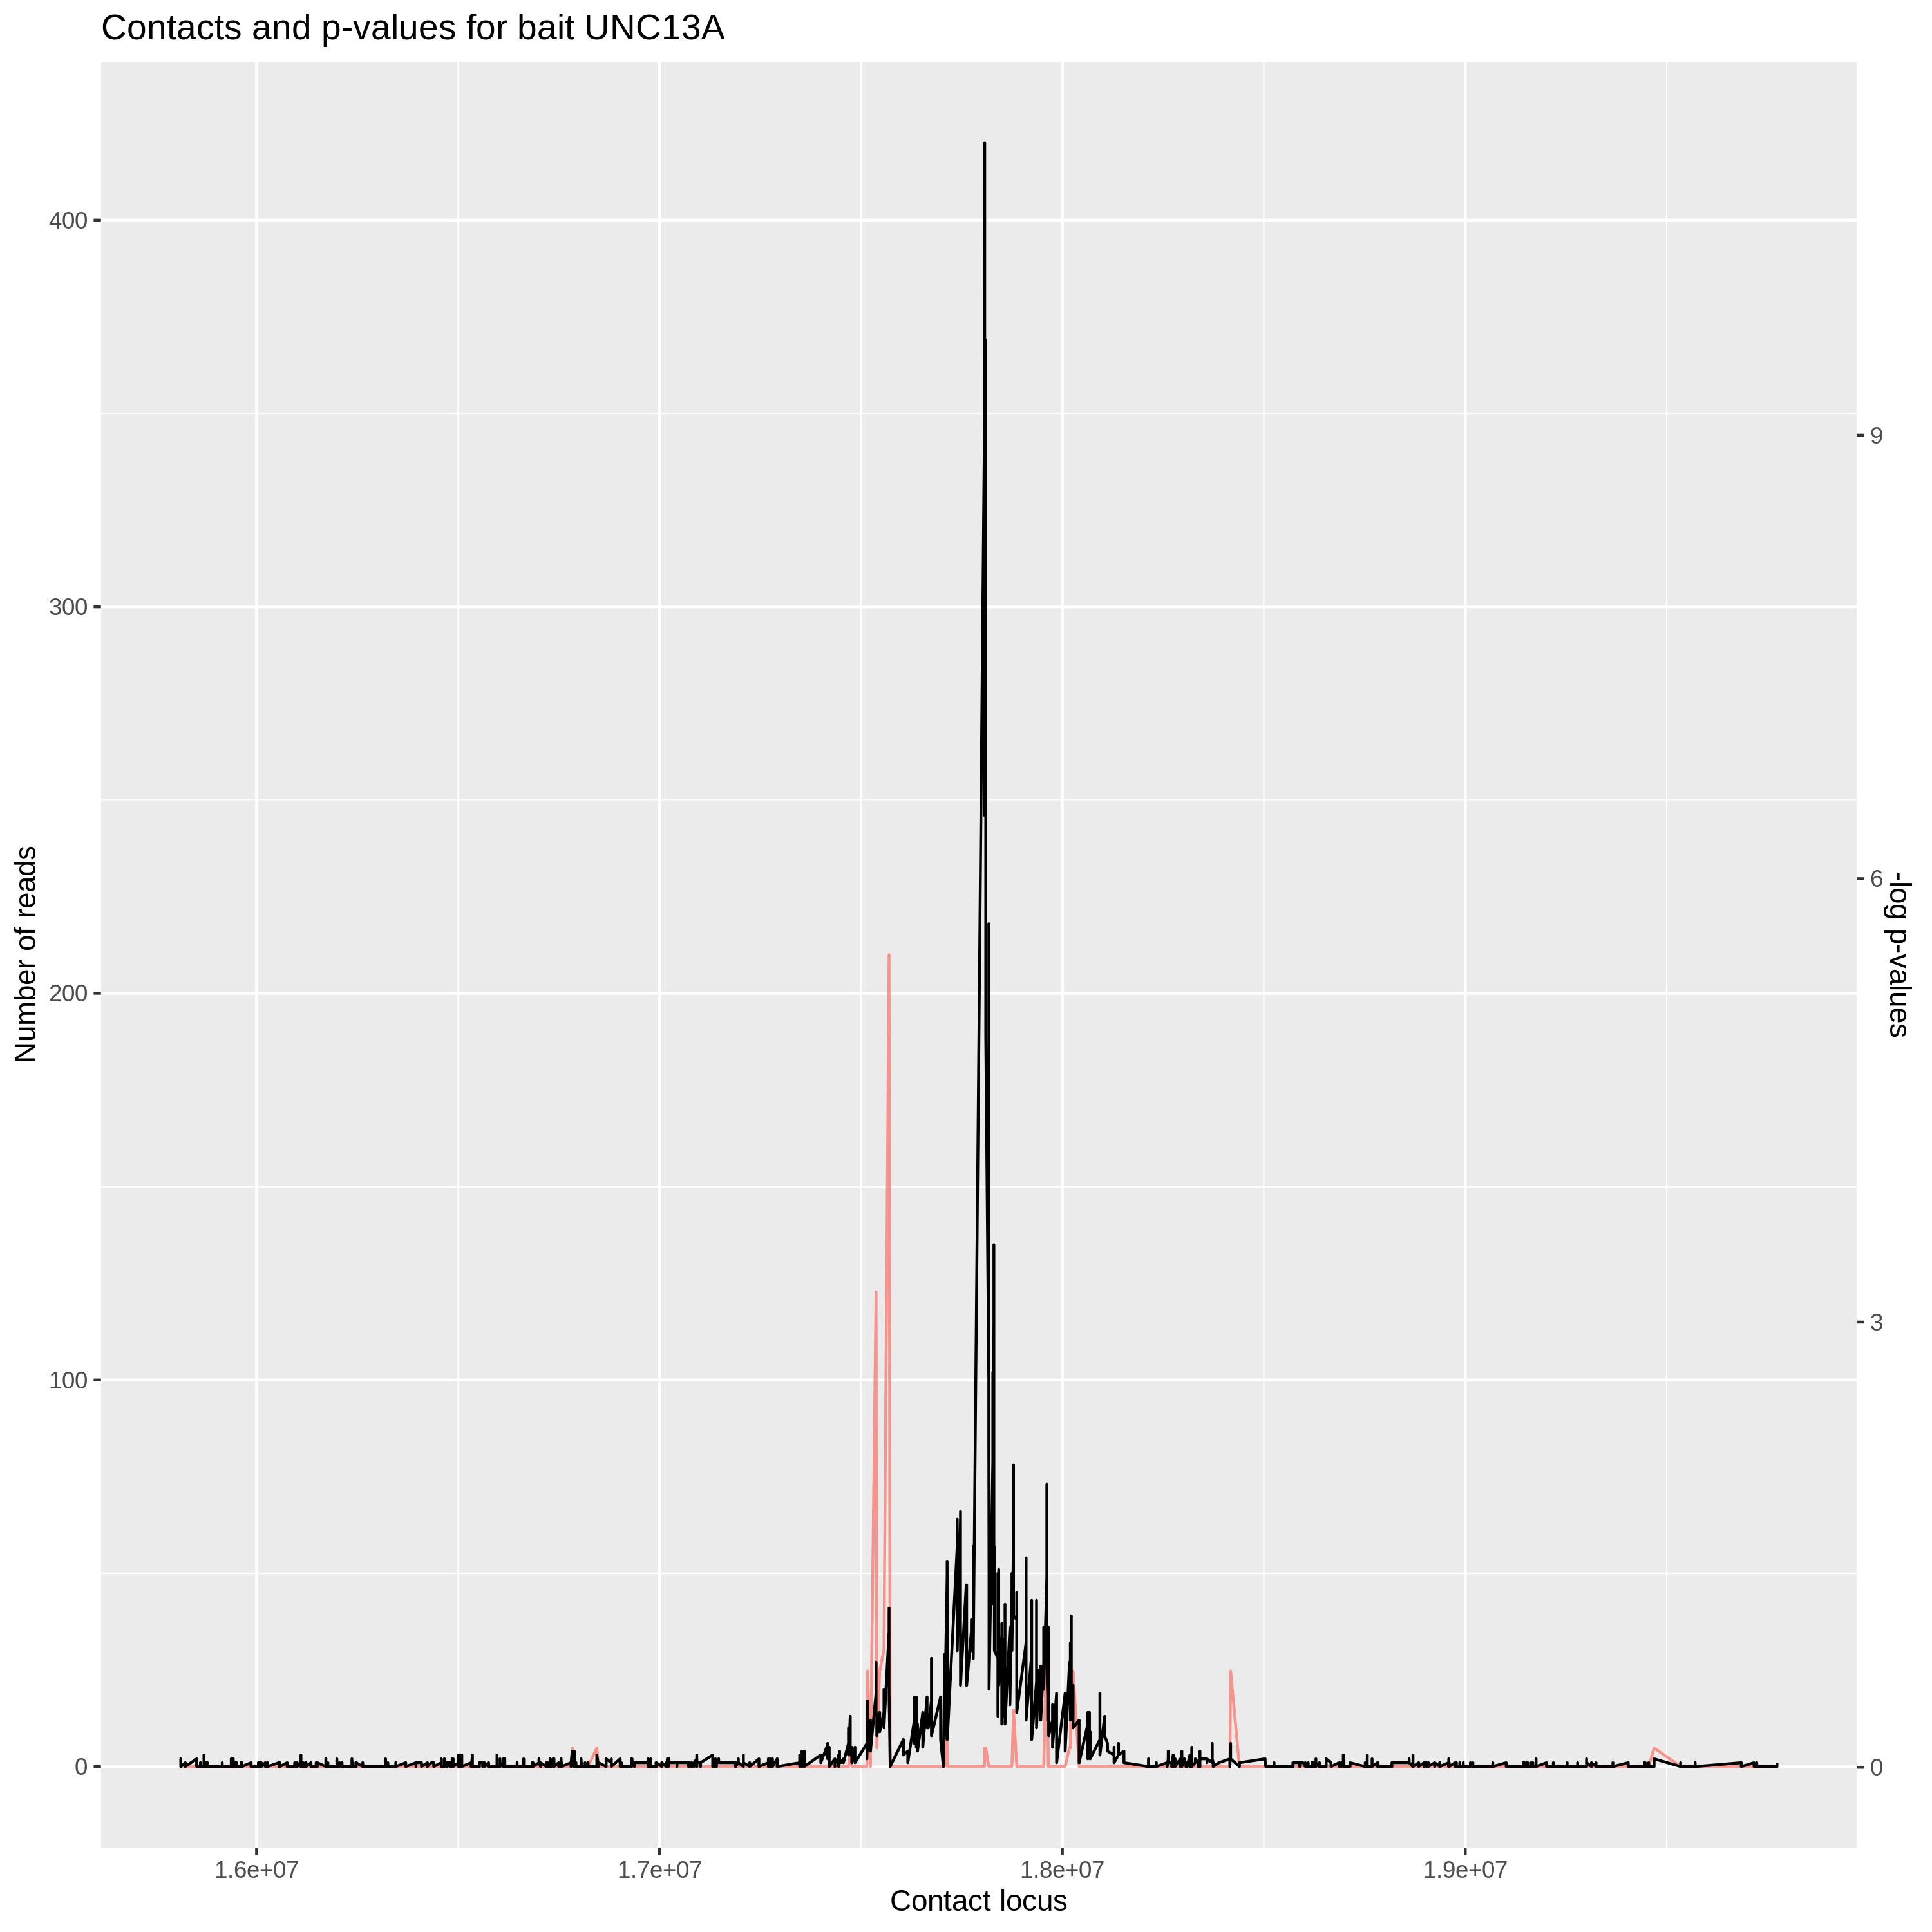 Contacts and p-values for bait UNC13A
400
300
200
100
0
9
6
3
0
Number of reads
-log p-values
1.6e+07
1.7e+07
1.8e+07
1.9e+07
Contact locus